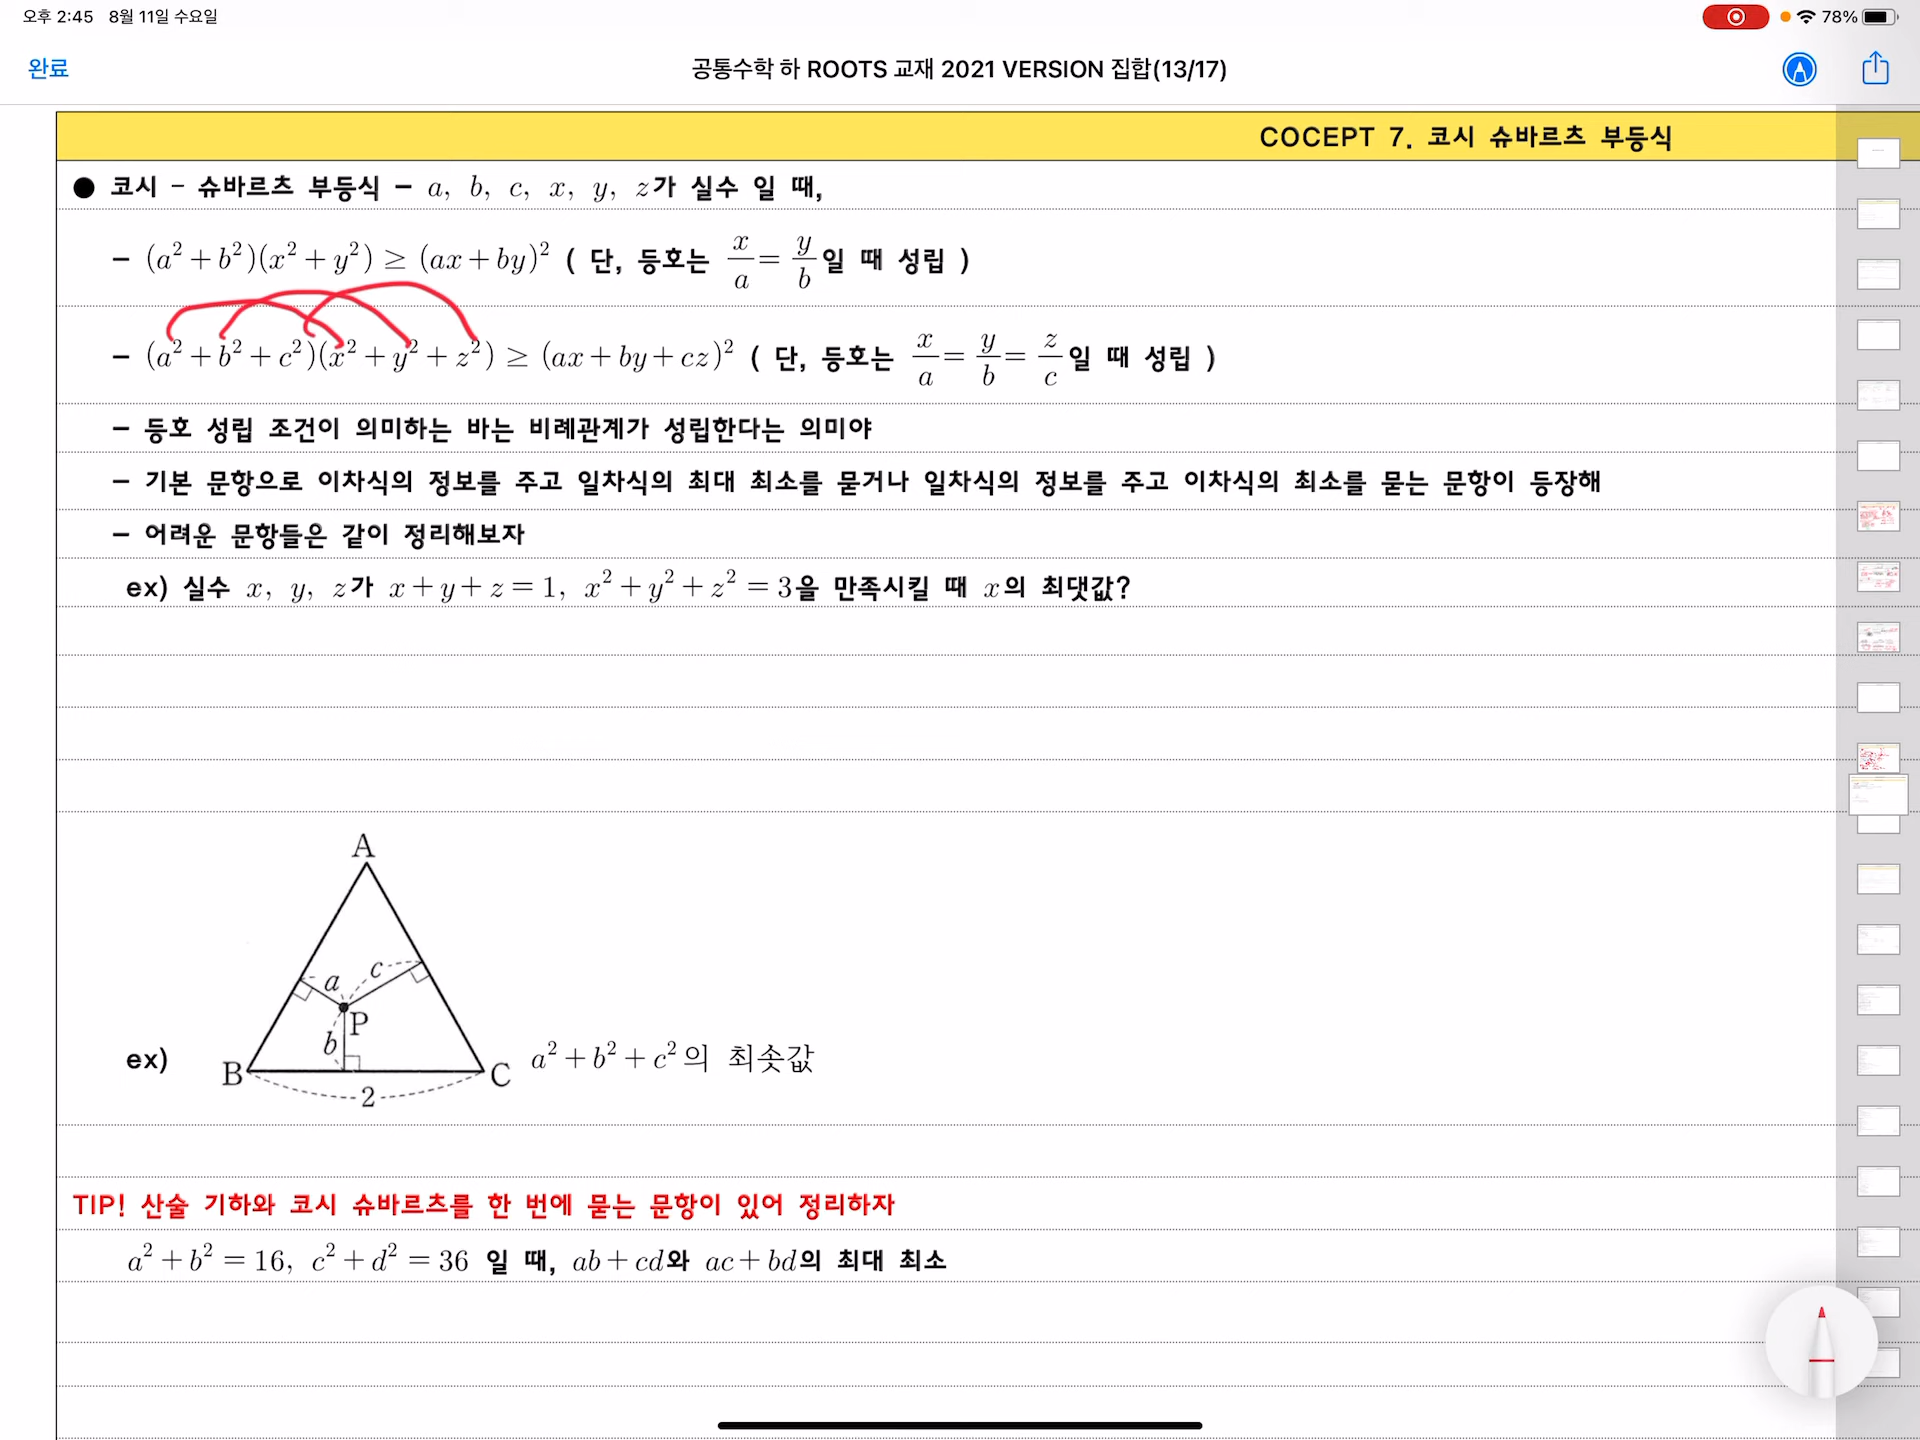 오후 2:45 8월 11일 수요일
78%
완료
공통수학 하 ROOTS 교재 2021 VERSION 집합(13/17)
COCEPT 7. 코시 슈바르츠 부등식
● 코시 - 슈바르츠 부등식 - a, b, c, x, y, z가 실수 일 때,
- (a² + b²)(x² + y²) ≥ (ax + by)² ( 단, 등호는 x/a = y/b 일 때 성립 )
- (a² + b² + c²)(x² + y² + z²) ≥ (ax + by + cz)² ( 단, 등호는 x/a = y/b = z/c 일 때 성립 )
- 등호 성립 조건이 의미하는 바는 비례관계가 성립한다는 의미야
- 기본 문항으로 이차식의 정보를 주고 일차식의 최대 최소를 묻거나 일차식의 정보를 주고 이차식의 최소를 묻는 문항이 등장해
- 어려운 문항들은 같이 정리해보자
ex) 실수 x, y, z가 x + y + z = 1, x² + y² + z² = 3을 만족시킬 때 x의 최댓값?
A
a
c
P
b
ex)
B
C
2
a² + b² + c²의 최솟값
TIP! 산술 기하와 코시 슈바르츠를 한 번에 묻는 문항이 있어 정리하자
a² + b² = 16, c² + d² = 36 일 때, ab + cd와 ac + bd의 최대 최소